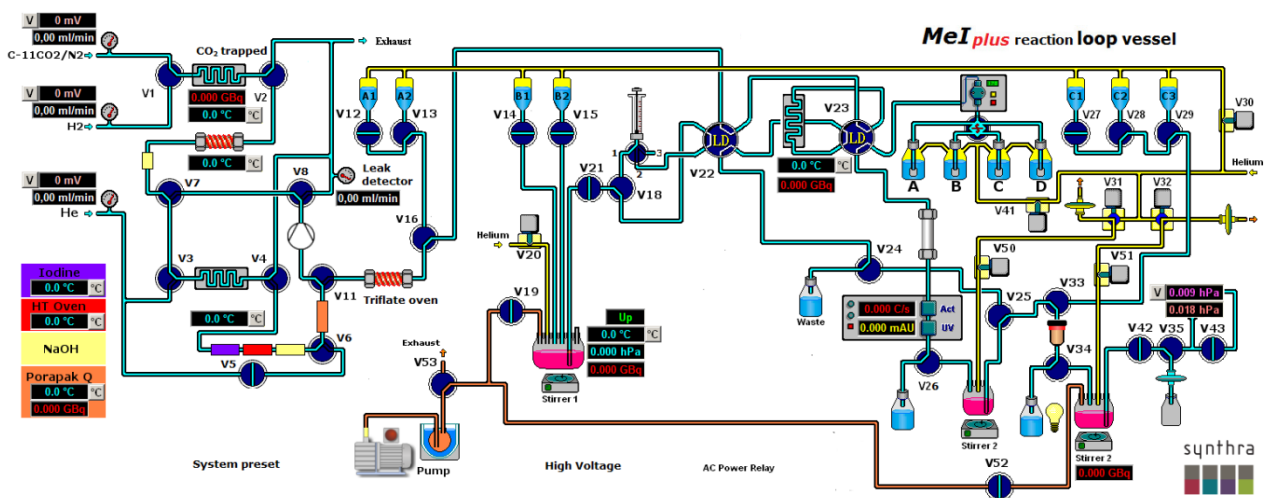 V 0 mV
0,00 ml/min
C-11CO2/N2
V1
CO2 trapped
V2
0.000 GBq
0.0 °C °C
Exhaust
V 0 mV
0,00 ml/min
H2
0.0 °C °C
V 0 mV
0,00 ml/min
He
V7
V8
Leak detector
0,00 ml/min
V3
V4
V11
Triflate oven
V16
0.0 °C °C
V5
V6
Iodine
0.0 °C °C
HT Oven
0.0 °C °C
NaOH
Porapak Q
0.0 °C °C
0.000 GBq
System preset
MeI plus reaction loop vessel
A1
A2
V12
V13
B1
B2
V14
V15
1
2
3
V18
V21
LD
V22
V23
LD
0.0 °C °C
0.000 GBq
A
B
C
D
C1
C2
C3
V27
V28
V29
V30
Helium
V31
V32
V41
Helium
V20
V19
Up
0.0 °C °C
0.000 hPa
0.000 GBq
Stirrer 1
Exhaust
V53
Pump
High Voltage
AC Power Relay
V24
Waste
0.000 C/s Act
0.000 mAU UV
V26
V50
V25
Stirrer 2
V33
V34
V51
Stirrer 2
0.000 GBq
V52
V 0.009 hPa
0.018 hPa
V42
V35
V43
synthra